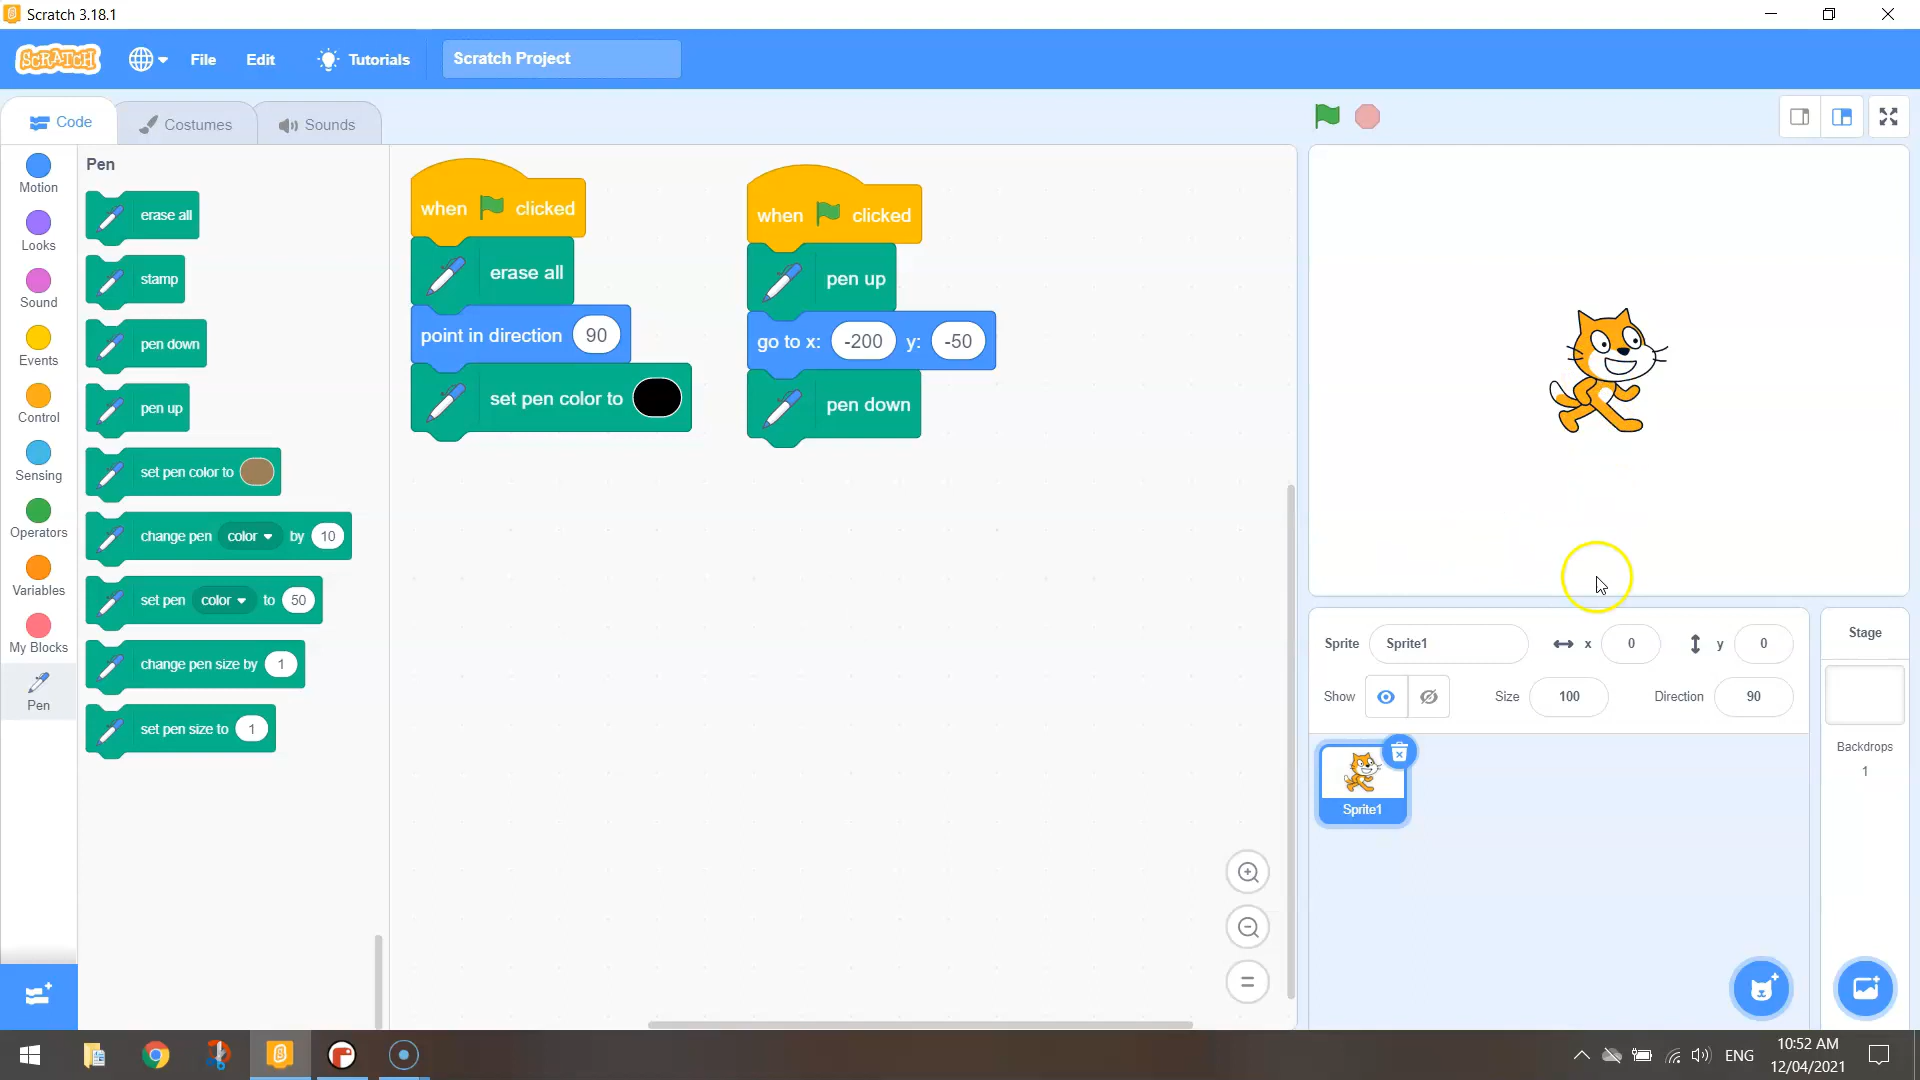 Scratch 3.18.1
SCRATCH
File
Edit
Tutorials
Scratch Project
Code
Costumes
Sounds
Motion
Looks
Sound
Events
Control
Sensing
Operators
Variables
My Blocks
Pen
Pen
erase all
stamp
pen down
pen up
set pen color to
change pen color by 10
set pen color to 50
change pen size by 1
set pen size to 1
when clicked
erase all
point in direction 90
set pen color to
when clicked
pen up
go to x: -200 y: -50
pen down
Sprite Sprite1 x 0 y 0
Show Size 100 Direction 90
Sprite1
Stage
Backdrops
1
ENG
10:52 AM
12/04/2021